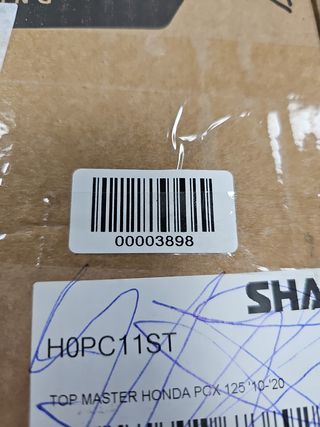 00003898
SHA
H0PC11ST
TOP MASTER HONDA PCX 125 '10-'20